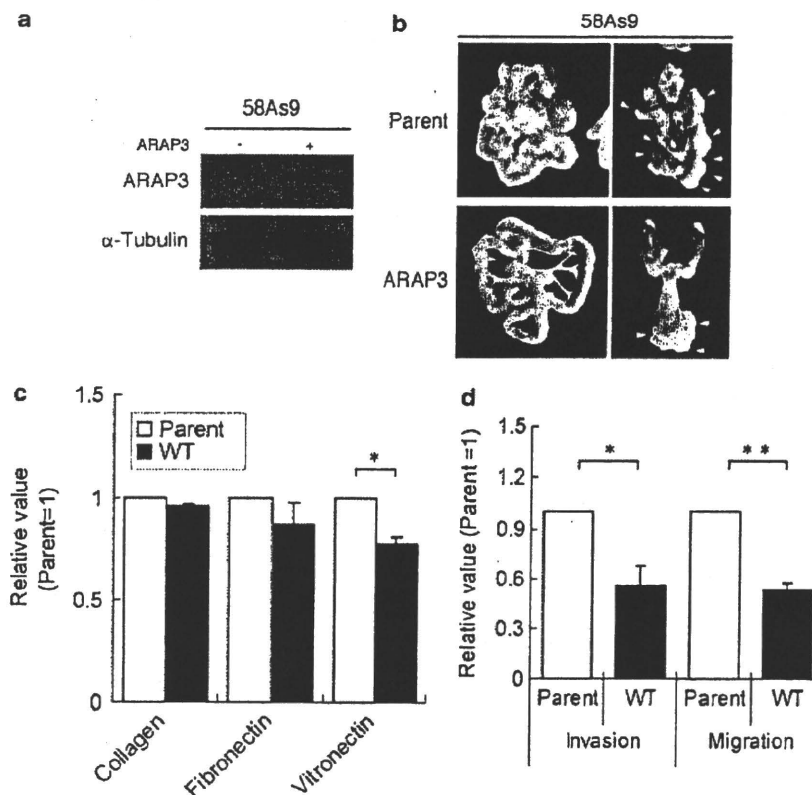 a
58As9
ARAP3 - +
ARAP3
α-Tubulin
b
58As9
Parent
ARAP3
c
Relative value
(Parent=1)
1.5
1
0.5
0
Parent
WT
*
Collagen
Fibronectin
Vitronectin
d
Relative value (Parent =1)
1.5
1.2
0.9
0.6
0.3
0
*
**
Parent WT Parent WT
Invasion Migration